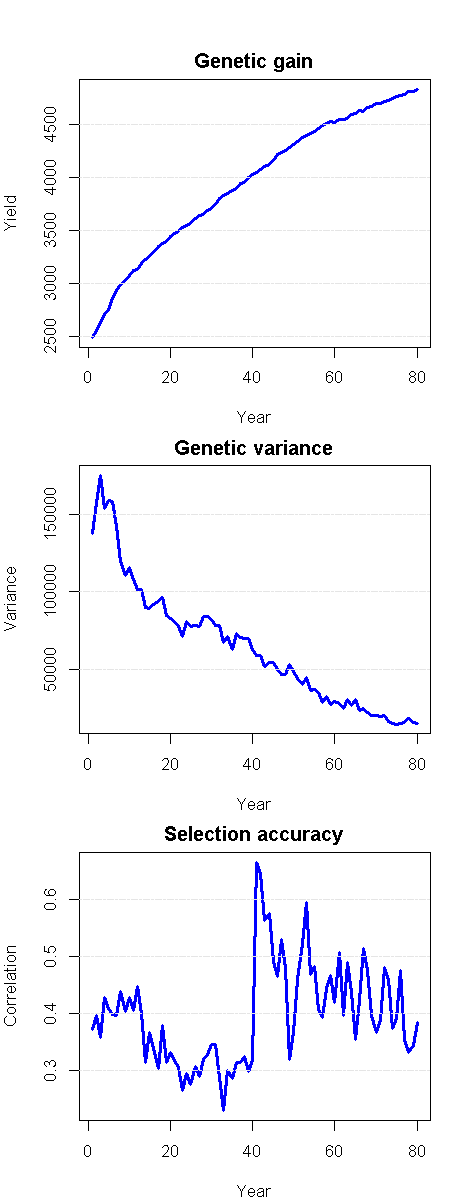 Genetic gain
Yield
4500
4000
3500
3000
2500
0 20 40 60 80
Year
Genetic variance
Variance
150000
100000
50000
0 20 40 60 80
Year
Selection accuracy
Correlation
0.6
0.5
0.4
0.3
0 20 40 60 80
Year